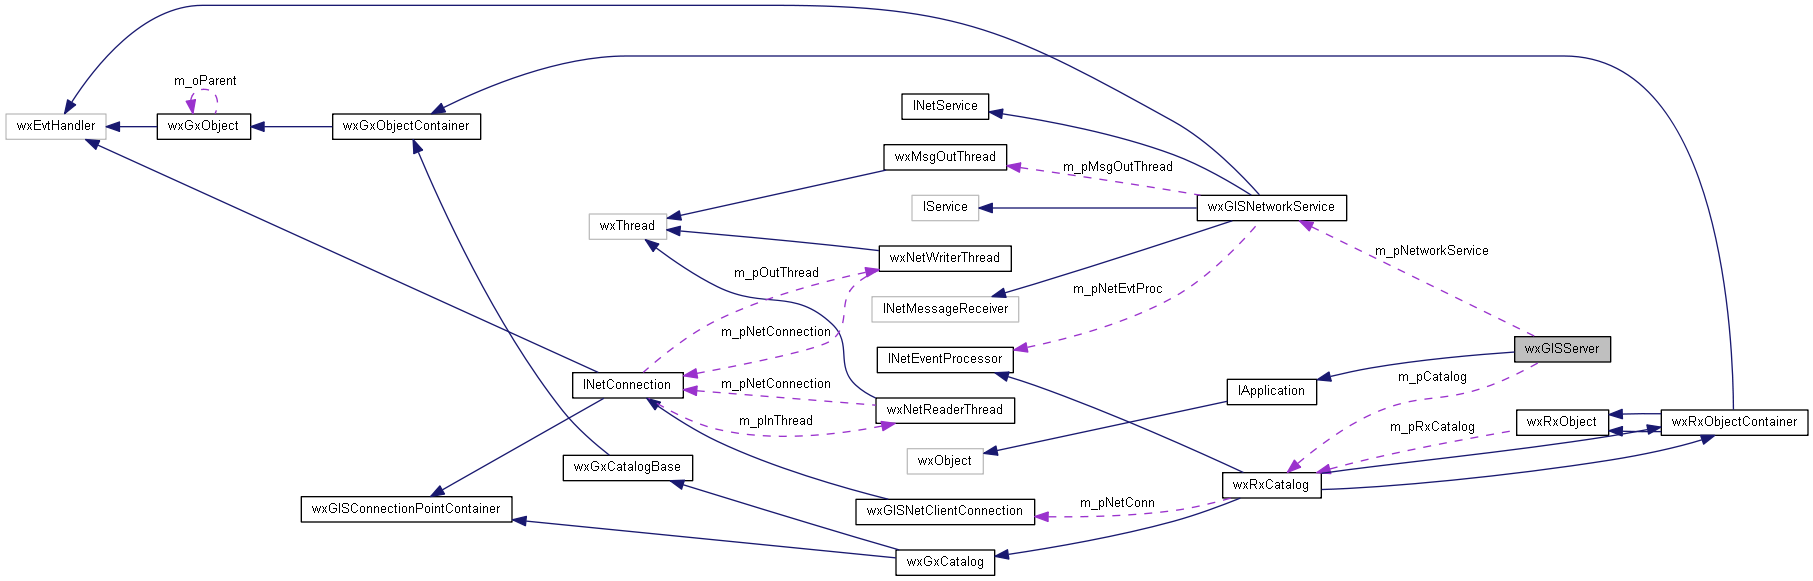 m_oParent
wxEvtHandler
wxGxObject
wxGxObjectContainer
INetService
wxMsgOutThread
m_pMsgOutThread
IService
wxGISNetworkService
wxThread
wxNetWriterThread
m_pNetworkService
m_pOutThread
m_pNetEvtProc
INetMessageReceiver
m_pNetConnection
INetEventProcessor
wxGISServer
INetConnection
m_pNetConnection
m_pCatalog
IApplication
wxNetReaderThread
m_pInThread
m_pRxCatalog
wxRxObject
wxRxObjectContainer
wxObject
wxGxCatalogBase
wxRxCatalog
wxGISConnectionPointContainer
wxGISNetClientConnection
m_pNetConn
wxGxCatalog